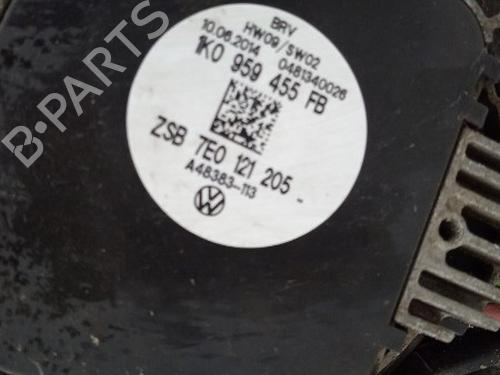 BRV
HW09/SW02
10.06.2014 0481340026
1K0 959 455 FB
ZSB 7E0 121 205
A48383-113
B-PARTS